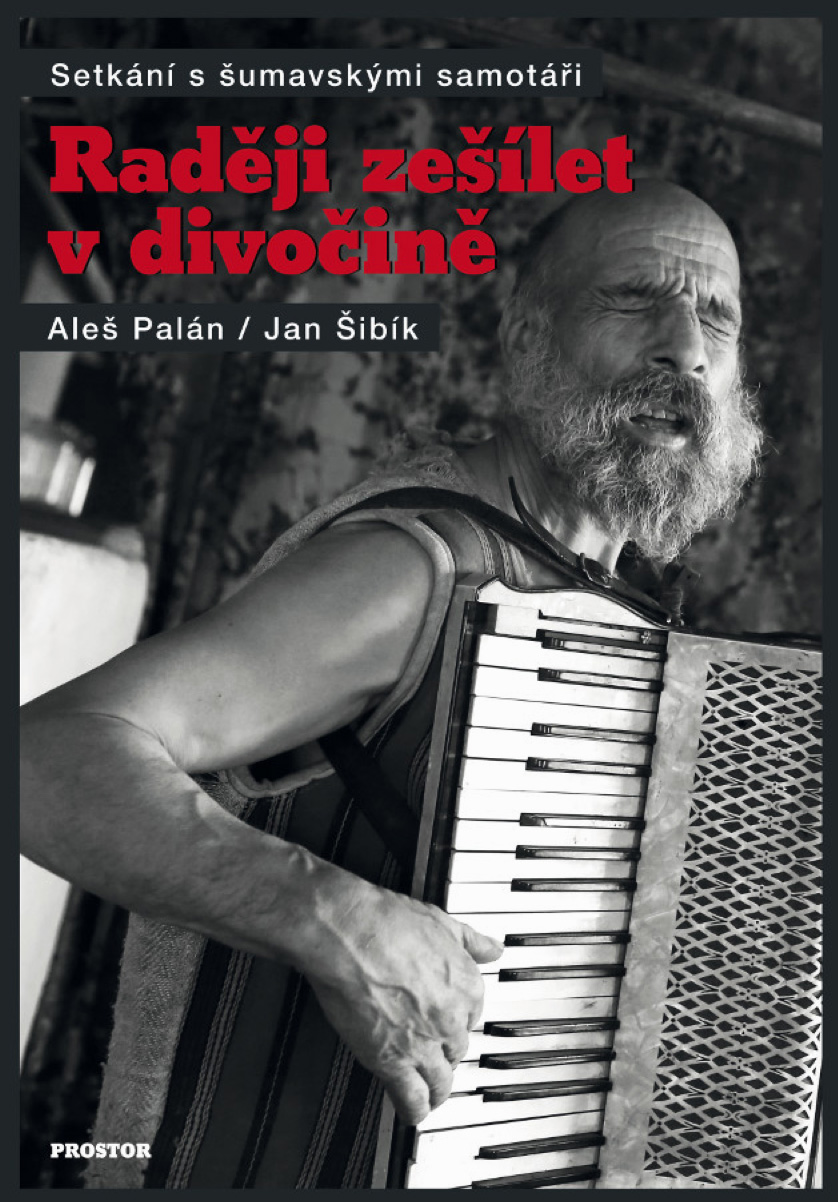 Setkání s šumavskými samotáři
Raději zešílet
v divočině
Aleš Palán / Jan Šibík
PROSTOR